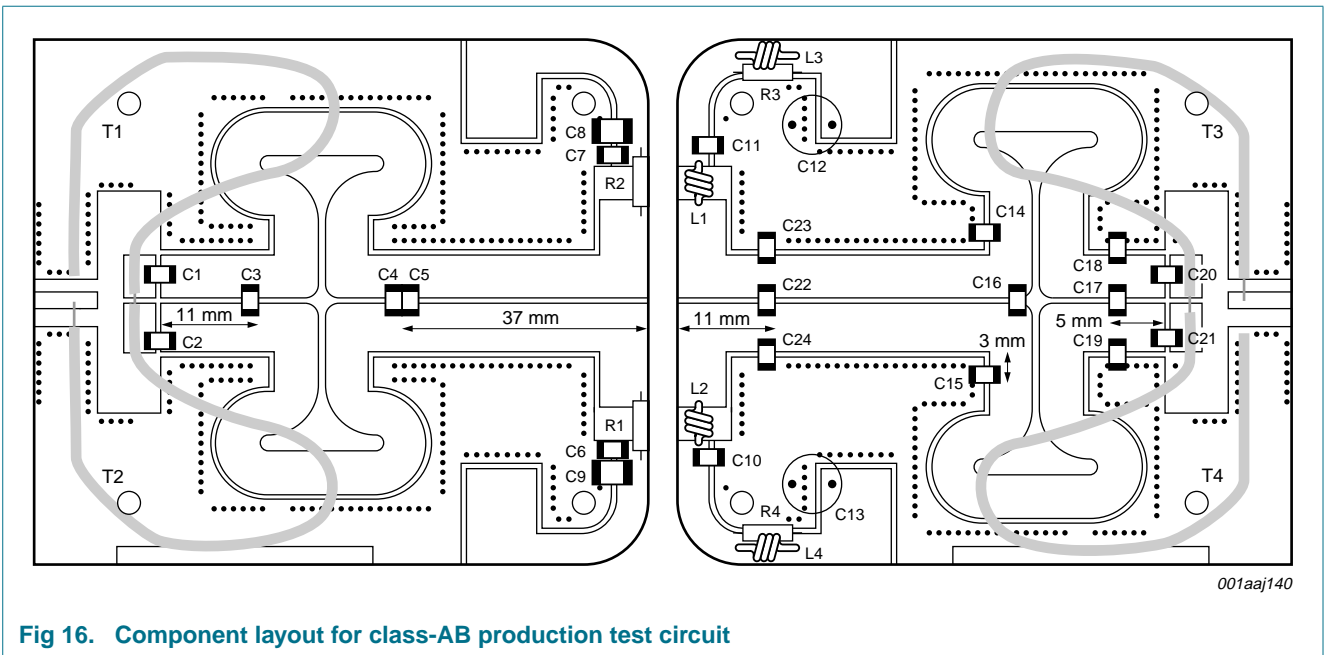 L3
R3
T1
T3
C8
C11
C7
C12
R2
L1
C14
C23
C18
C1
C3
C4 C5
C22
C16
C17
C20
11 mm
37 mm
11 mm
5 mm
3 mm
C2
C24
C19
C21
C15
L2
R1
C6
C10
C9
T2
T4
R4
C13
L4
001aaj140
Fig 16. Component layout for class-AB production test circuit